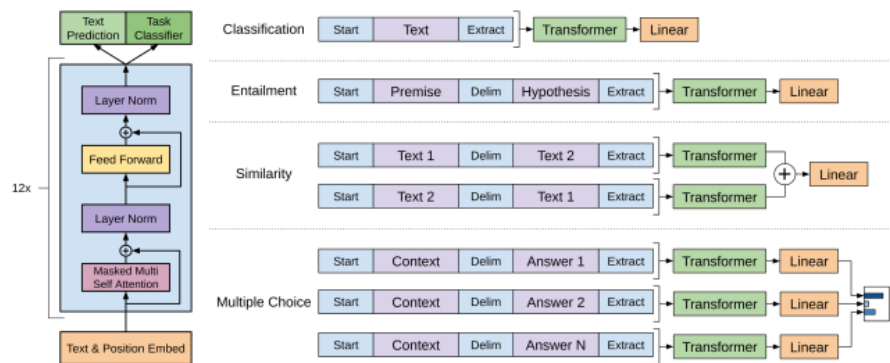 Text
Prediction
Task
Classifier
Layer Norm
+
Feed Forward
12x
Layer Norm
+
Masked Multi
Self Attention
Text & Position Embed
Classification
Start Text Extract Transformer Linear
Entailment
Start Premise Delim Hypothesis Extract Transformer Linear
Similarity
Start Text 1 Delim Text 2 Extract Transformer
+ Linear
Start Text 2 Delim Text 1 Extract Transformer
Multiple Choice
Start Context Delim Answer 1 Extract Transformer Linear
Start Context Delim Answer 2 Extract Transformer Linear
Start Context Delim Answer N Extract Transformer Linear